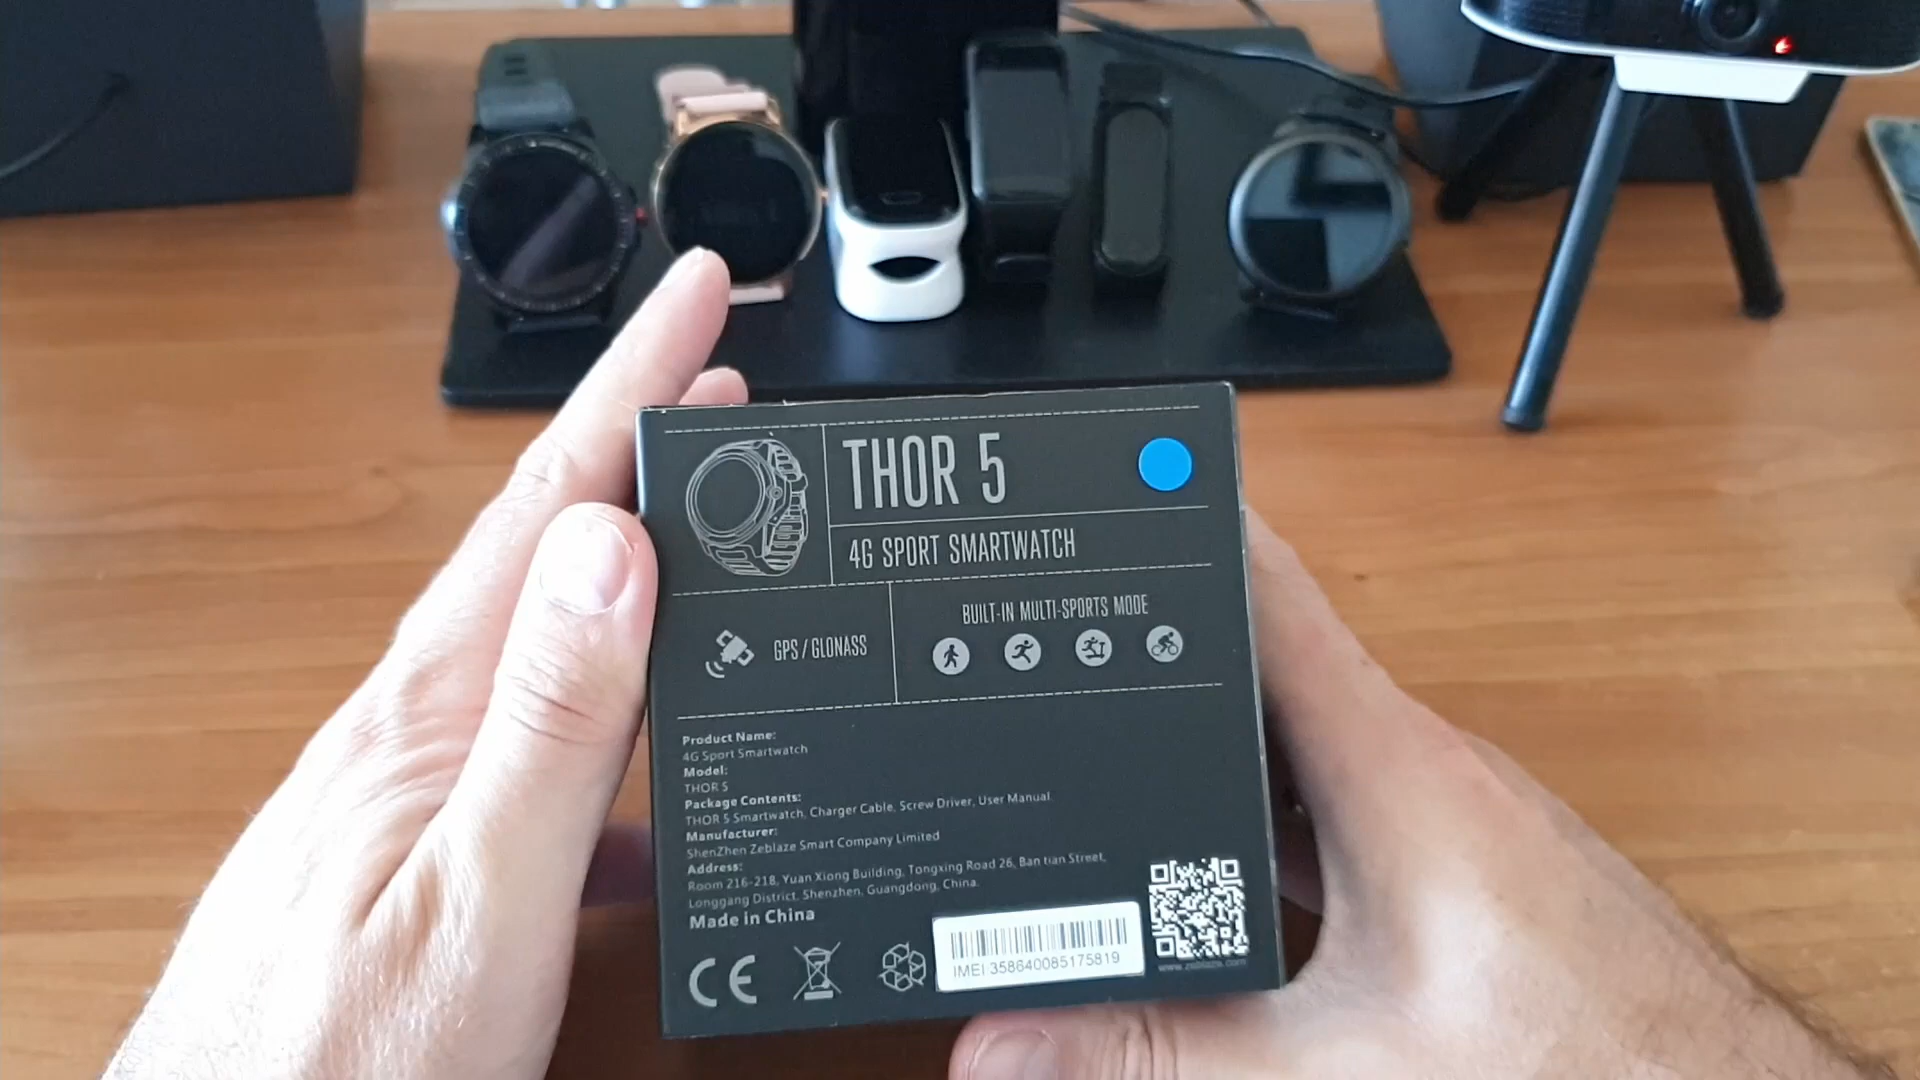 THOR 5
4G SPORT SMARTWATCH
GPS / GLONASS
BUILT-IN MULTI-SPORTS MODE
Product Name:
4G Sport Smartwatch
Model:
THOR 5
Package Contents:
THOR 5 Smartwatch, Charger Cable, Screw Driver, User Manual
Manufacturer:
ShenZhen Zeblaze Smart Company Limited
Address:
Room 216-218, Yuan Xiong Building, Tongxing Road 26, Ban tian Street,
Longgang District, Shenzhen, Guangdong, China.
Made in China
CE
IMEI 358640085175819